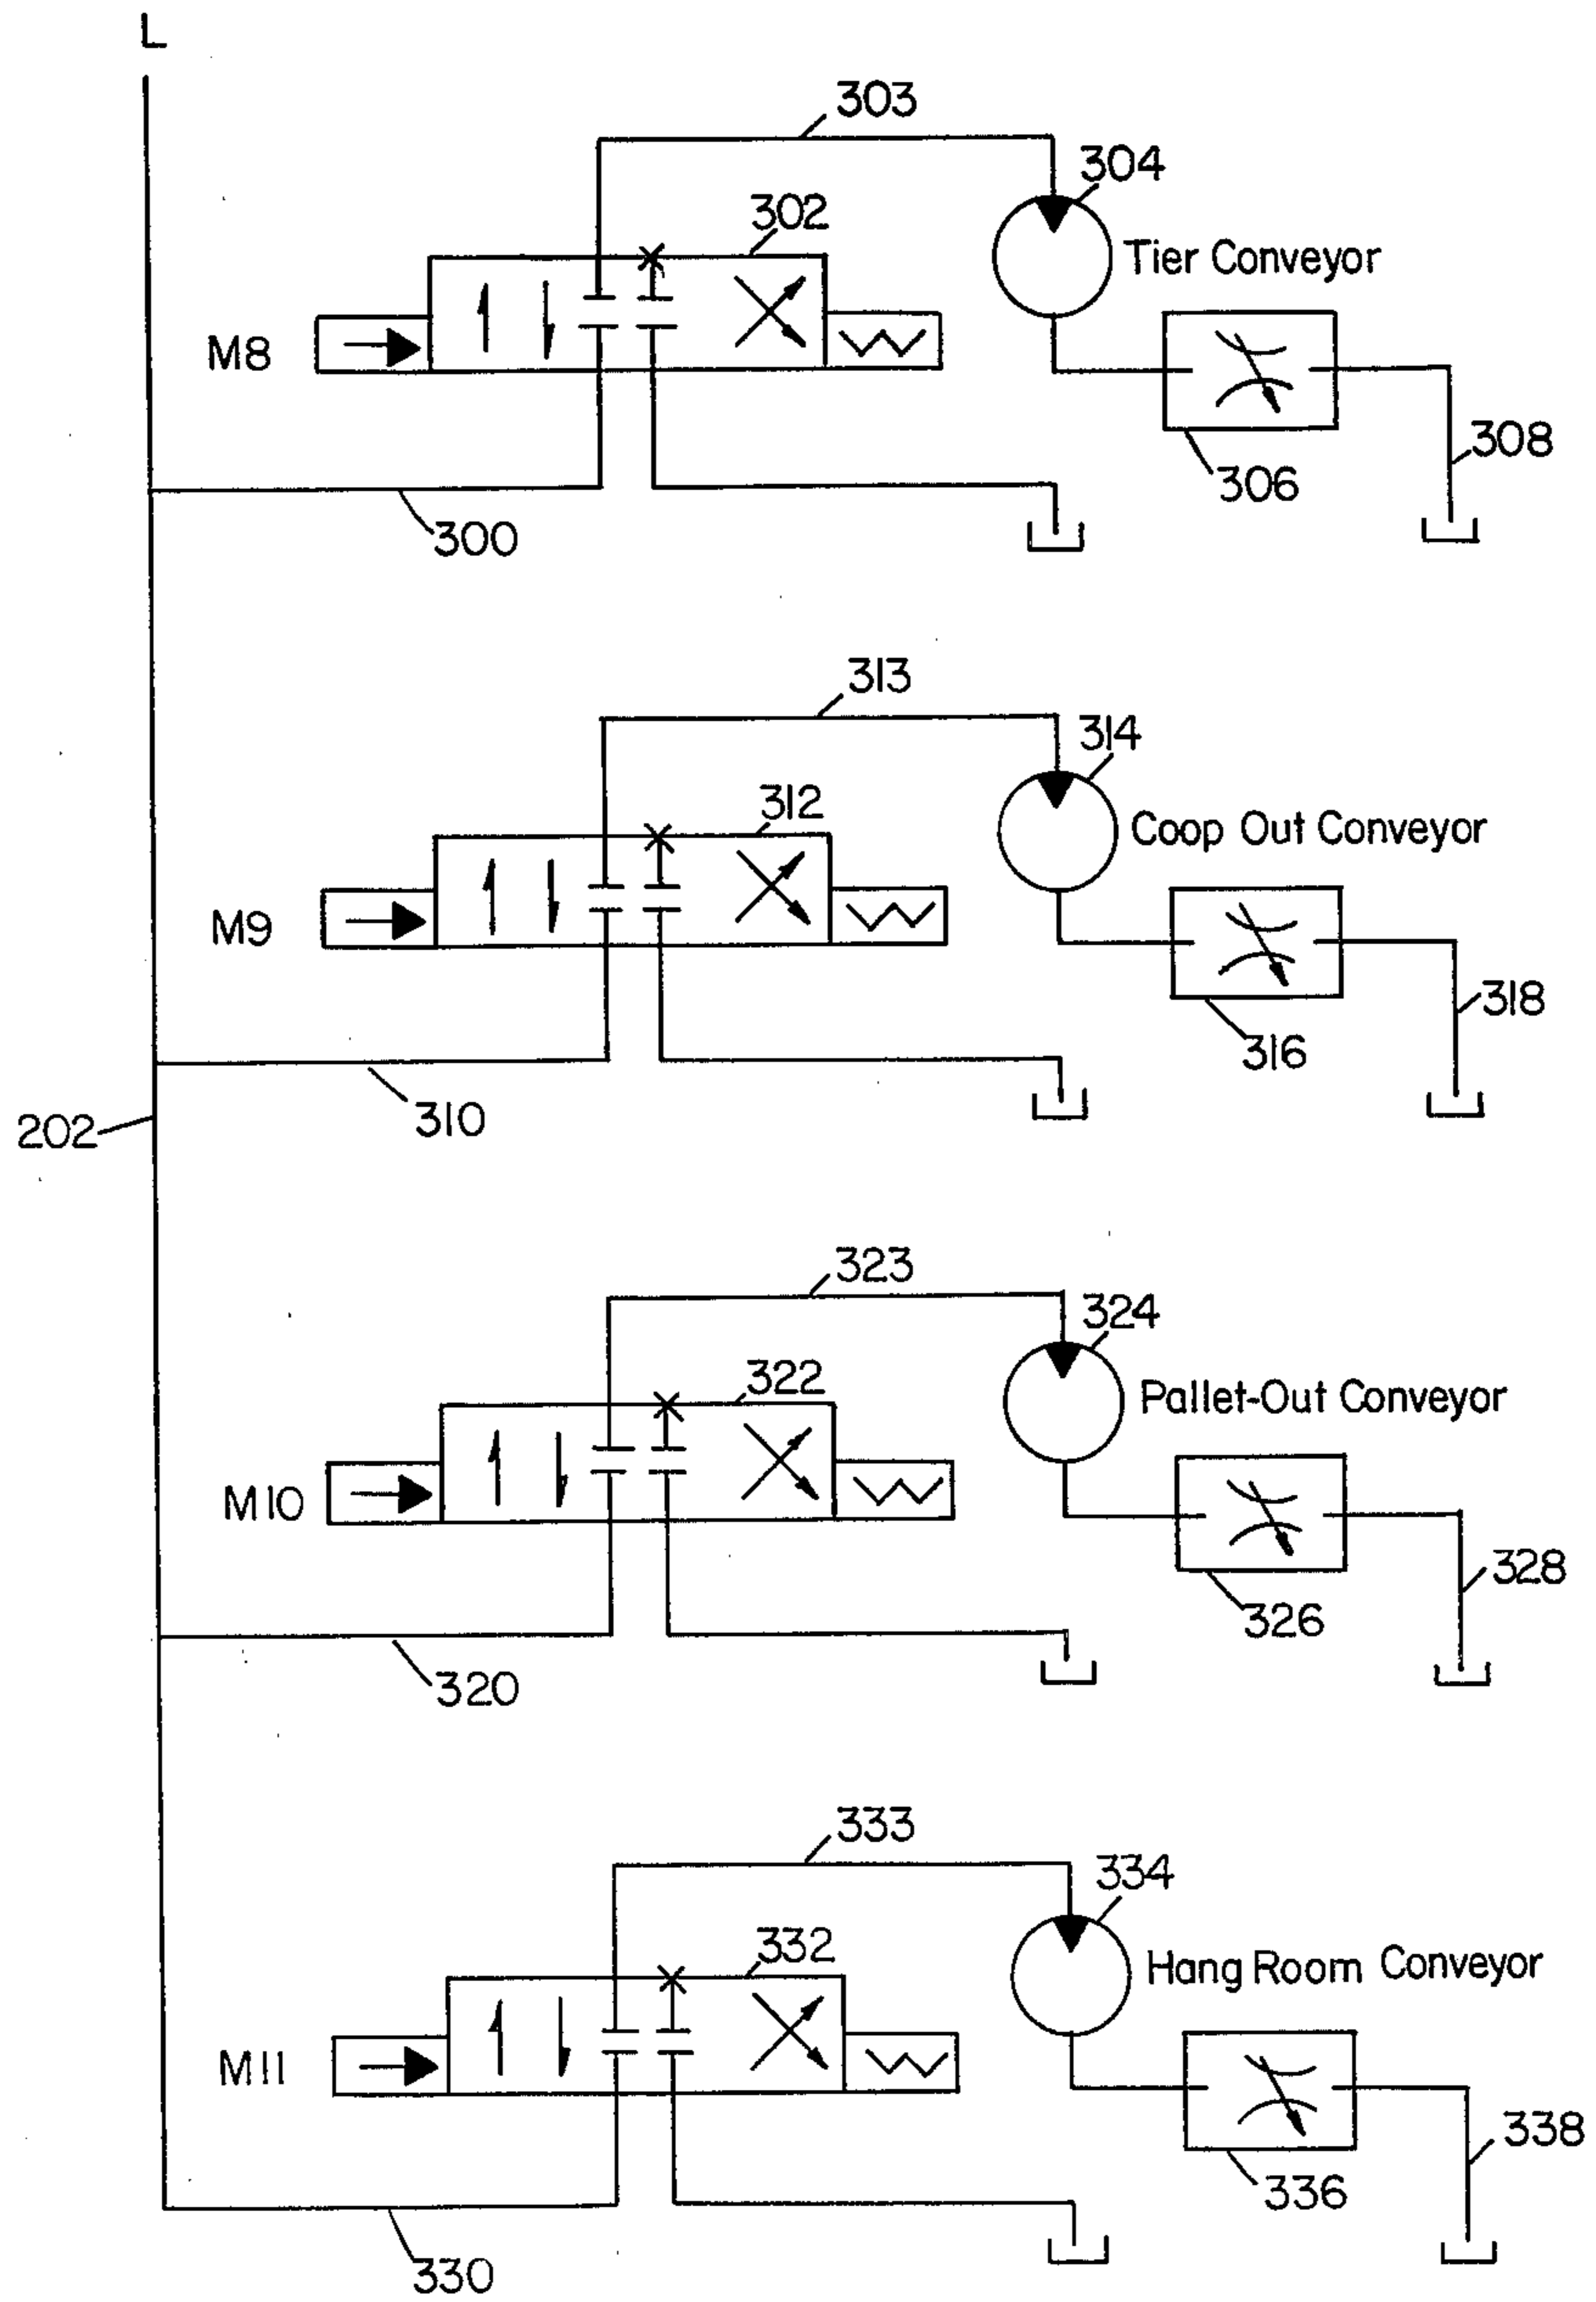 L
303
304
302
Tier Conveyor
M8
308
306
300
313
314
312
Coop Out Conveyor
M9
318
316
310
202
323
324
322
Pallet-Out Conveyor
M10
328
326
320
333
334
332
Hang Room Conveyor
M11
338
336
330